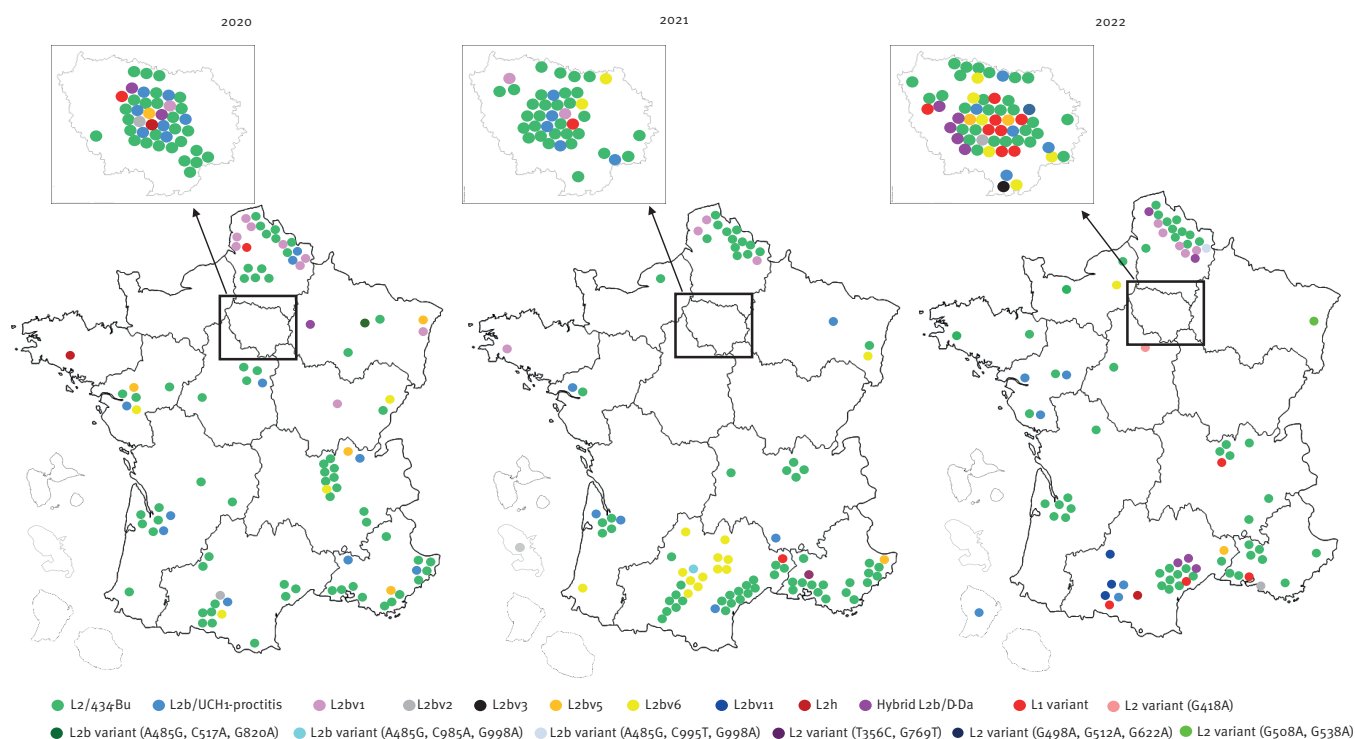 2020
2021
2022
L2/434-Bu
L2b/UCH1-proctitis
L2bv1
L2bv2
L2bv3
L2bv5
L2bv6
L2bv11
L2h
Hybrid L2b/D-Da
L1 variant
L2 variant (G418A)
L2b variant (A485G, C517A, G820A)
L2b variant (A485G, C985A, G998A)
L2b variant (A485G, C995T, G998A)
L2 variant (T356C, G769T)
L2 variant (G498A, G512A, G622A)
L2 variant (G508A, G538A)